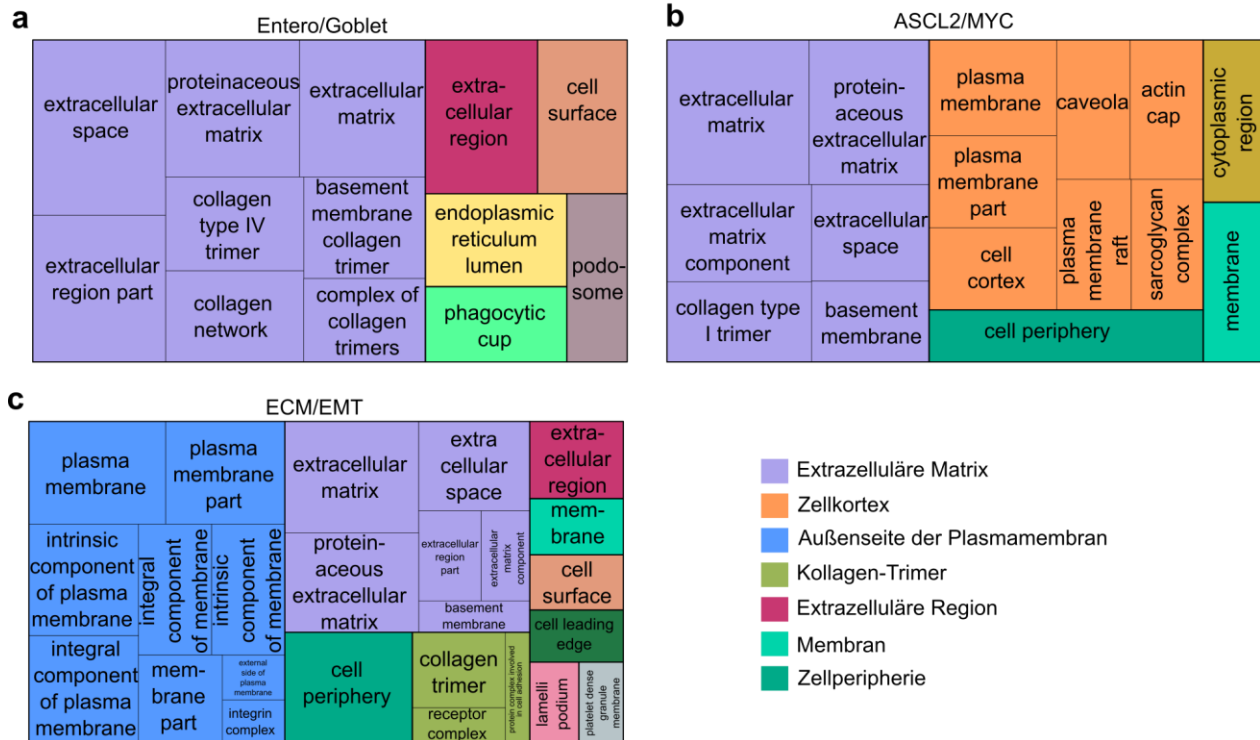 a
Entero/Goblet
extracellular
space
proteinaceous
extracellular
matrix
extracellular
matrix
extra-
cellular
region
cell
surface
extracellular
region part
collagen
type IV
trimer
basement
membrane
collagen
trimer
endoplasmic
reticulum
lumen
podo-
some
collagen
network
complex of
collagen
trimers
phagocytic
cup
b
ASCL2/MYC
extracellular
matrix
protein-
aceous
extracellular
matrix
plasma
membrane
caveola
actin
cap
cytoplasmic
region
plasma
membrane
part
extracellular
matrix
component
extracellular
space
cell
cortex
plasma
membrane
raft
sarcoglycan
complex
membrane
collagen type
I trimer
basement
membrane
cell periphery
c
ECM/EMT
plasma
membrane
plasma
membrane
part
extracellular
matrix
extra
cellular
space
extra-
cellular
region
mem-
brane
intrinsic
component
of plasma
membrane
integral
component
of membrane
intrinsic
component
of membrane
protein-
aceous
extracellular
matrix
extracellular
region
part
extracellular
matrix
component
basement
membrane
cell
surface
cell leading
edge
integral
component
of plasma
membrane
mem-
brane
part
external
side of
plasma membrane
integrin
complex
cell
periphery
collagen
trimer
receptor
complex
protein complex involved
in cell adhesion
lamelli
podium
platelet dense
granule
membrane
Extrazelluläre Matrix
Zellkortex
Außenseite der Plasmamembran
Kollagen-Trimer
Extrazelluläre Region
Membran
Zellperipherie